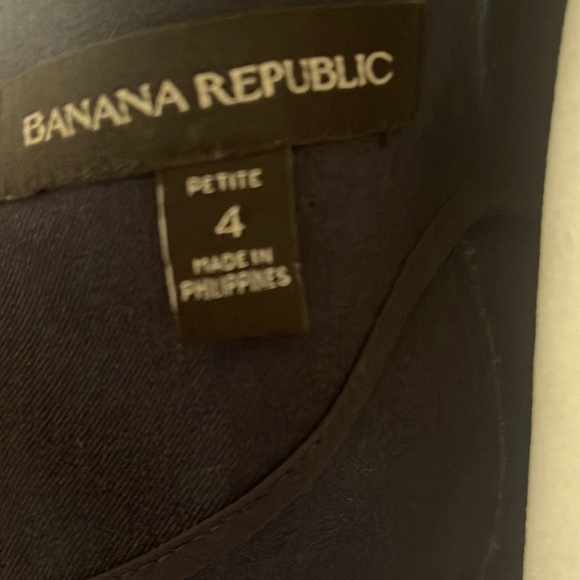 BANANA REPUBLIC
PETITE
4
MADE IN
PHILIPPINES